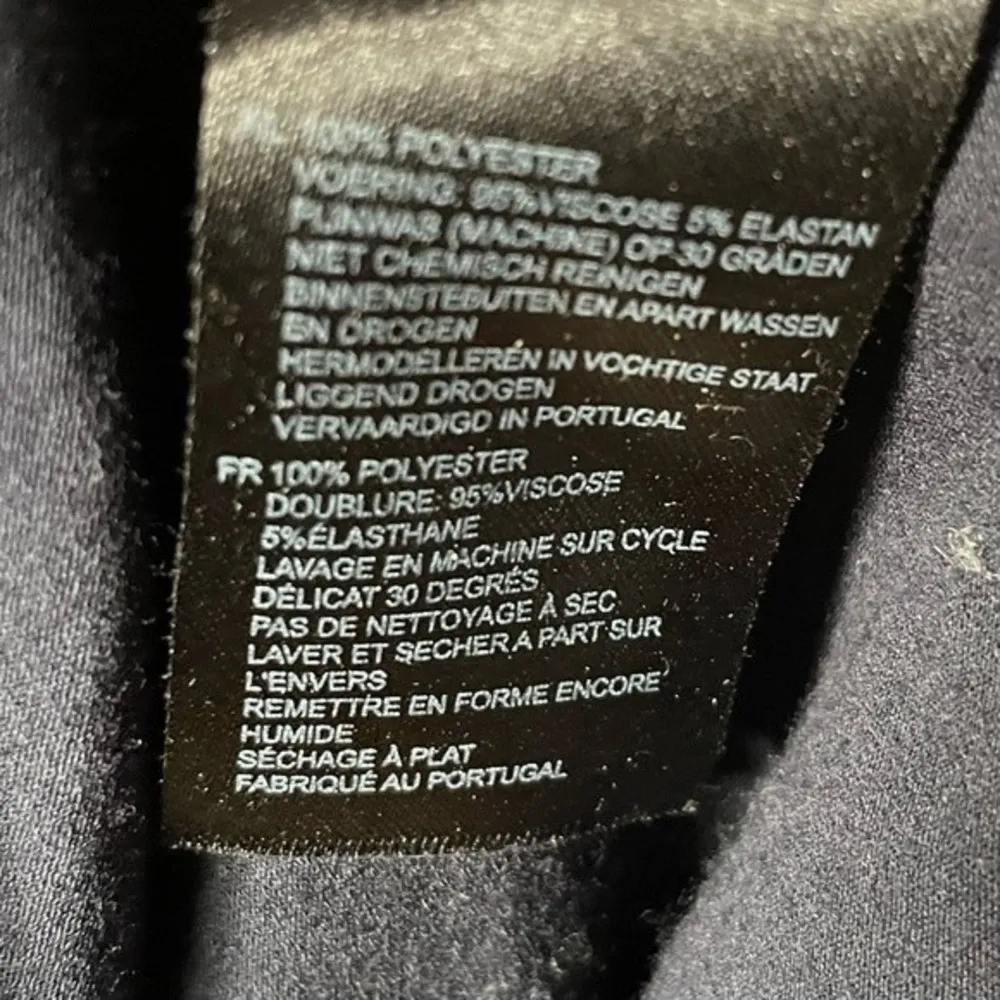 NL 100% POLYESTER
VOERING: 95%VISCOSE 5% ELASTAN
FIJNWAS (MACHINE) OP 30 GRADEN
NIET CHEMISCH REINIGEN
BINNENSTEBUITEN EN APART WASSEN
EN DROGEN
HERMODELLEREN IN VOCHTIGE STAAT
LIGGEND DROGEN
VERVAARDIGD IN PORTUGAL
FR 100% POLYESTER
DOUBLURE: 95%VISCOSE
5%ÉLASTHANE
LAVAGE EN MACHINE SUR CYCLE
DÉLICAT 30 DEGRÉS
PAS DE NETTOYAGE À SEC
LAVER ET SECHER A PART SUR
L'ENVERS
REMETTRE EN FORME ENCORE
HUMIDE
SÉCHAGE À PLAT
FABRIQUÉ AU PORTUGAL